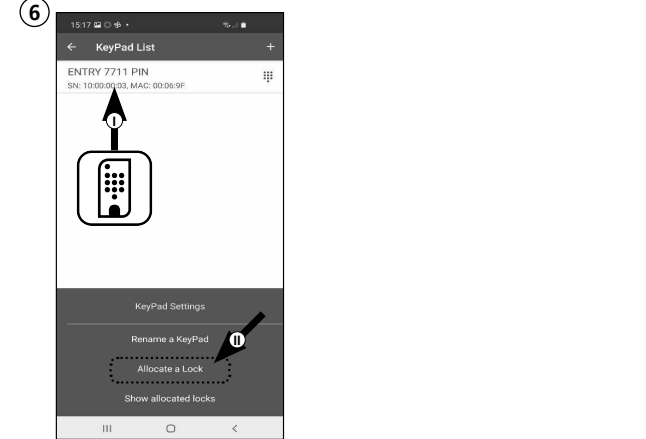 6
15:17
KeyPad List
ENTRY 7711 PIN
SN: 10:00:00:03, MAC: 00:06:9F
I
KeyPad Settings
Rename a KeyPad
II
Allocate a Lock
Show allocated locks